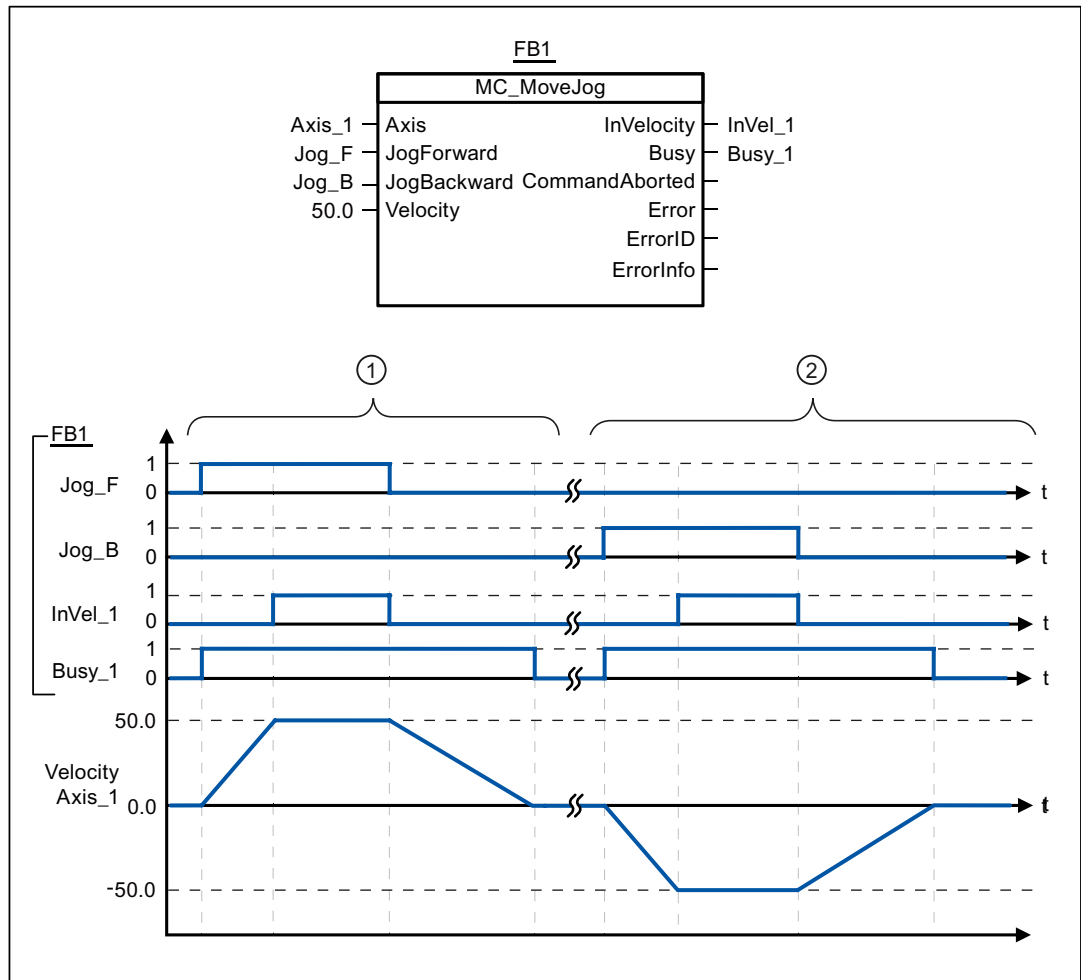 FB1
MC_MoveJog
Axis_1 Axis InVelocity InVel_1
Jog_F JogForward Busy Busy_1
Jog_B JogBackward CommandAborted
50.0 Velocity Error
ErrorID
ErrorInfo
1 2
FB1
1
Jog_F 0 t
1
Jog_B 0 t
1
InVel_1 0 t
1
Busy_1 0 t
50.0
Velocity
Axis_1
0.0 t
-50.0